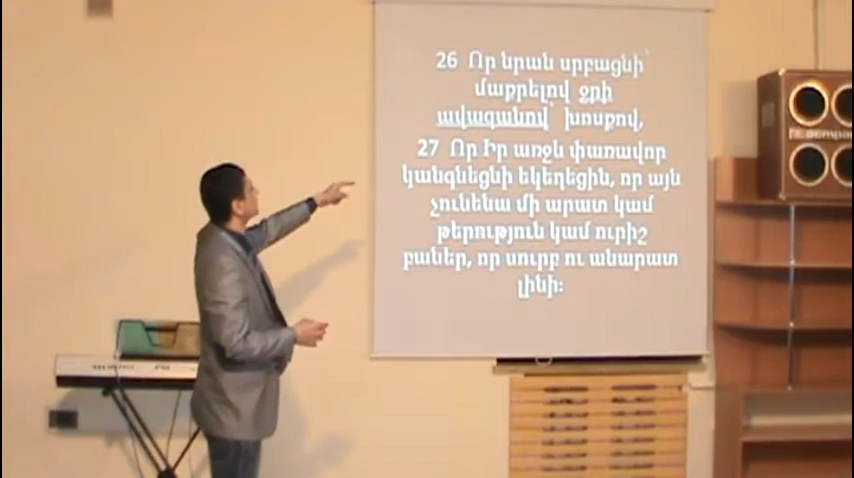 26 Որ նրան սրբացնի՝
մաքրելով ջրի
ավազանով՝ խոսքով,
27 Որ Իր առջև փառավոր
կանգնեցնի եկեղեցին, որ այն
չունենա մի արատ կամ
թերություն կամ ուրիշ
բաներ, որ սուրբ ու անարատ
լինի: